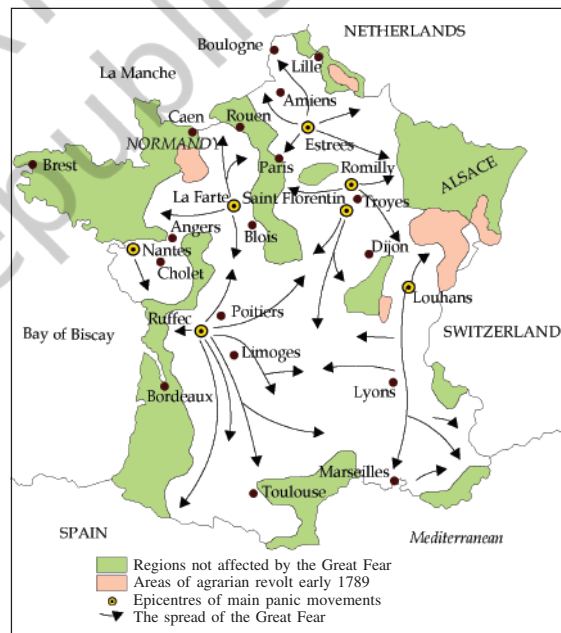 republis
NETHERLANDS
Boulogne
Lille
La Manche
Amiens
Caen
Rouen
NORMANDY
Estrees
Paris
Brest
Romilly
ALSACE
La Farte
Saint Florentin
Troyes
Angers
Blois
Dijon
Nantes
Cholet
Louhans
Ruffec
Poitiers
Bay of Biscay
SWITZERLAND
Limoges
Lyons
Bordeaux
Marseilles
Toulouse
SPAIN
Mediterranean
Regions not affected by the Great Fear
Areas of agrarian revolt early 1789
Epicentres of main panic movements
The spread of the Great Fear